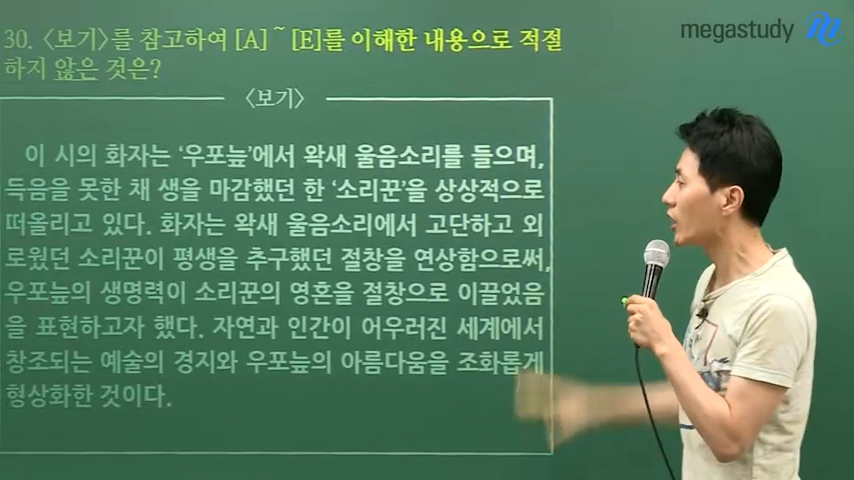 megastudy
30. 〈보기〉를 참고하여 [A] ~ [E]를 이해한 내용으로 적절
하지 않은 것은?
〈보기〉
이 시의 화자는 '우포늪'에서 왁새 울음소리를 들으며,
득음을 못한 채 생을 마감했던 한 '소리꾼'을 상상적으로
떠올리고 있다. 화자는 왁새 울음소리에서 고단하고 외
로웠던 소리꾼이 평생을 추구했던 절창을 연상함으로써,
우포늪의 생명력이 소리꾼의 영혼을 절창으로 이끌었음
을 표현하고자 했다. 자연과 인간이 어우러진 세계에서
창조되는 예술의 경지와 우포늪의 아름다움을 조화롭게
형상화한 것이다.